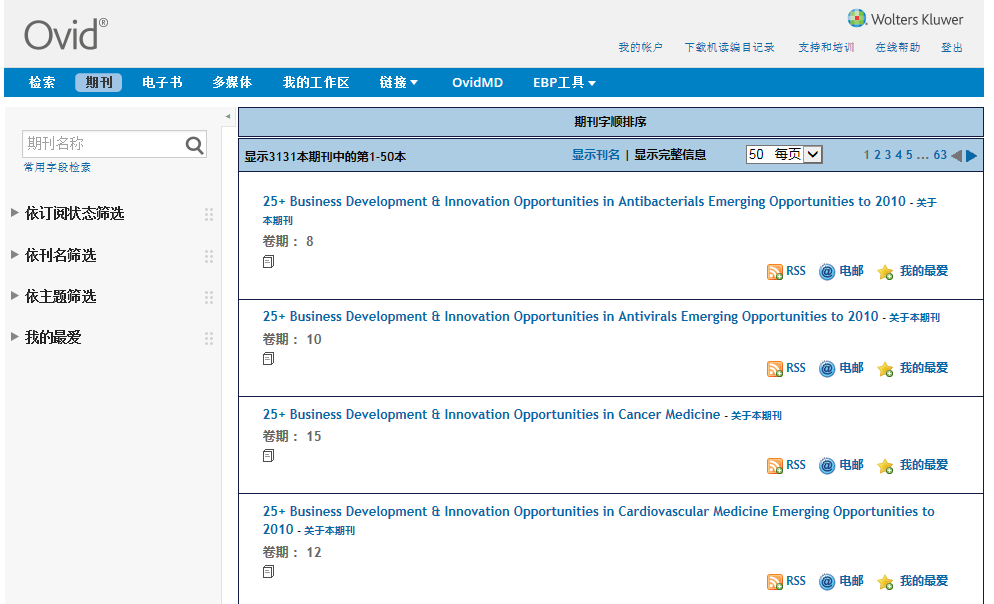 Ovid®
Wolters Kluwer
我的帐户 下载机读编目记录 支持和培训 在线帮助 登出
检索 期刊 电子书 多媒体 我的工作区 链接 OvidMD EBP工具
期刊名称
常用字段检索
依订阅状态筛选
依刊名筛选
依主题筛选
我的最爱
期刊字顺排序
显示3131本期刊中的第1-50本 显示刊名 | 显示完整信息 50 每页 1 2 3 4 5 ... 63
25+ Business Development & Innovation Opportunities in Antibacterials Emerging Opportunities to 2010 - 关于
本期刊
卷期： 8
RSS 电邮 我的最爱
25+ Business Development & Innovation Opportunities in Antivirals Emerging Opportunities to 2010 - 关于本期刊
卷期： 10
RSS 电邮 我的最爱
25+ Business Development & Innovation Opportunities in Cancer Medicine - 关于本期刊
卷期： 15
RSS 电邮 我的最爱
25+ Business Development & Innovation Opportunities in Cardiovascular Medicine Emerging Opportunities to
2010 - 关于本期刊
卷期： 12
RSS 电邮 我的最爱